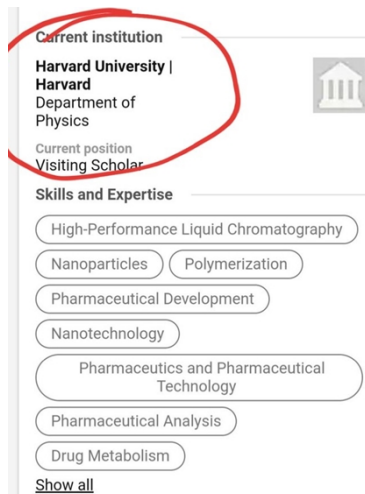 Current institution
Harvard University |
Harvard
Department of
Physics
Current position
Visiting Scholar
Skills and Expertise
High-Performance Liquid Chromatography
Nanoparticles
Polymerization
Pharmaceutical Development
Nanotechnology
Pharmaceutics and Pharmaceutical
Technology
Pharmaceutical Analysis
Drug Metabolism
Show all